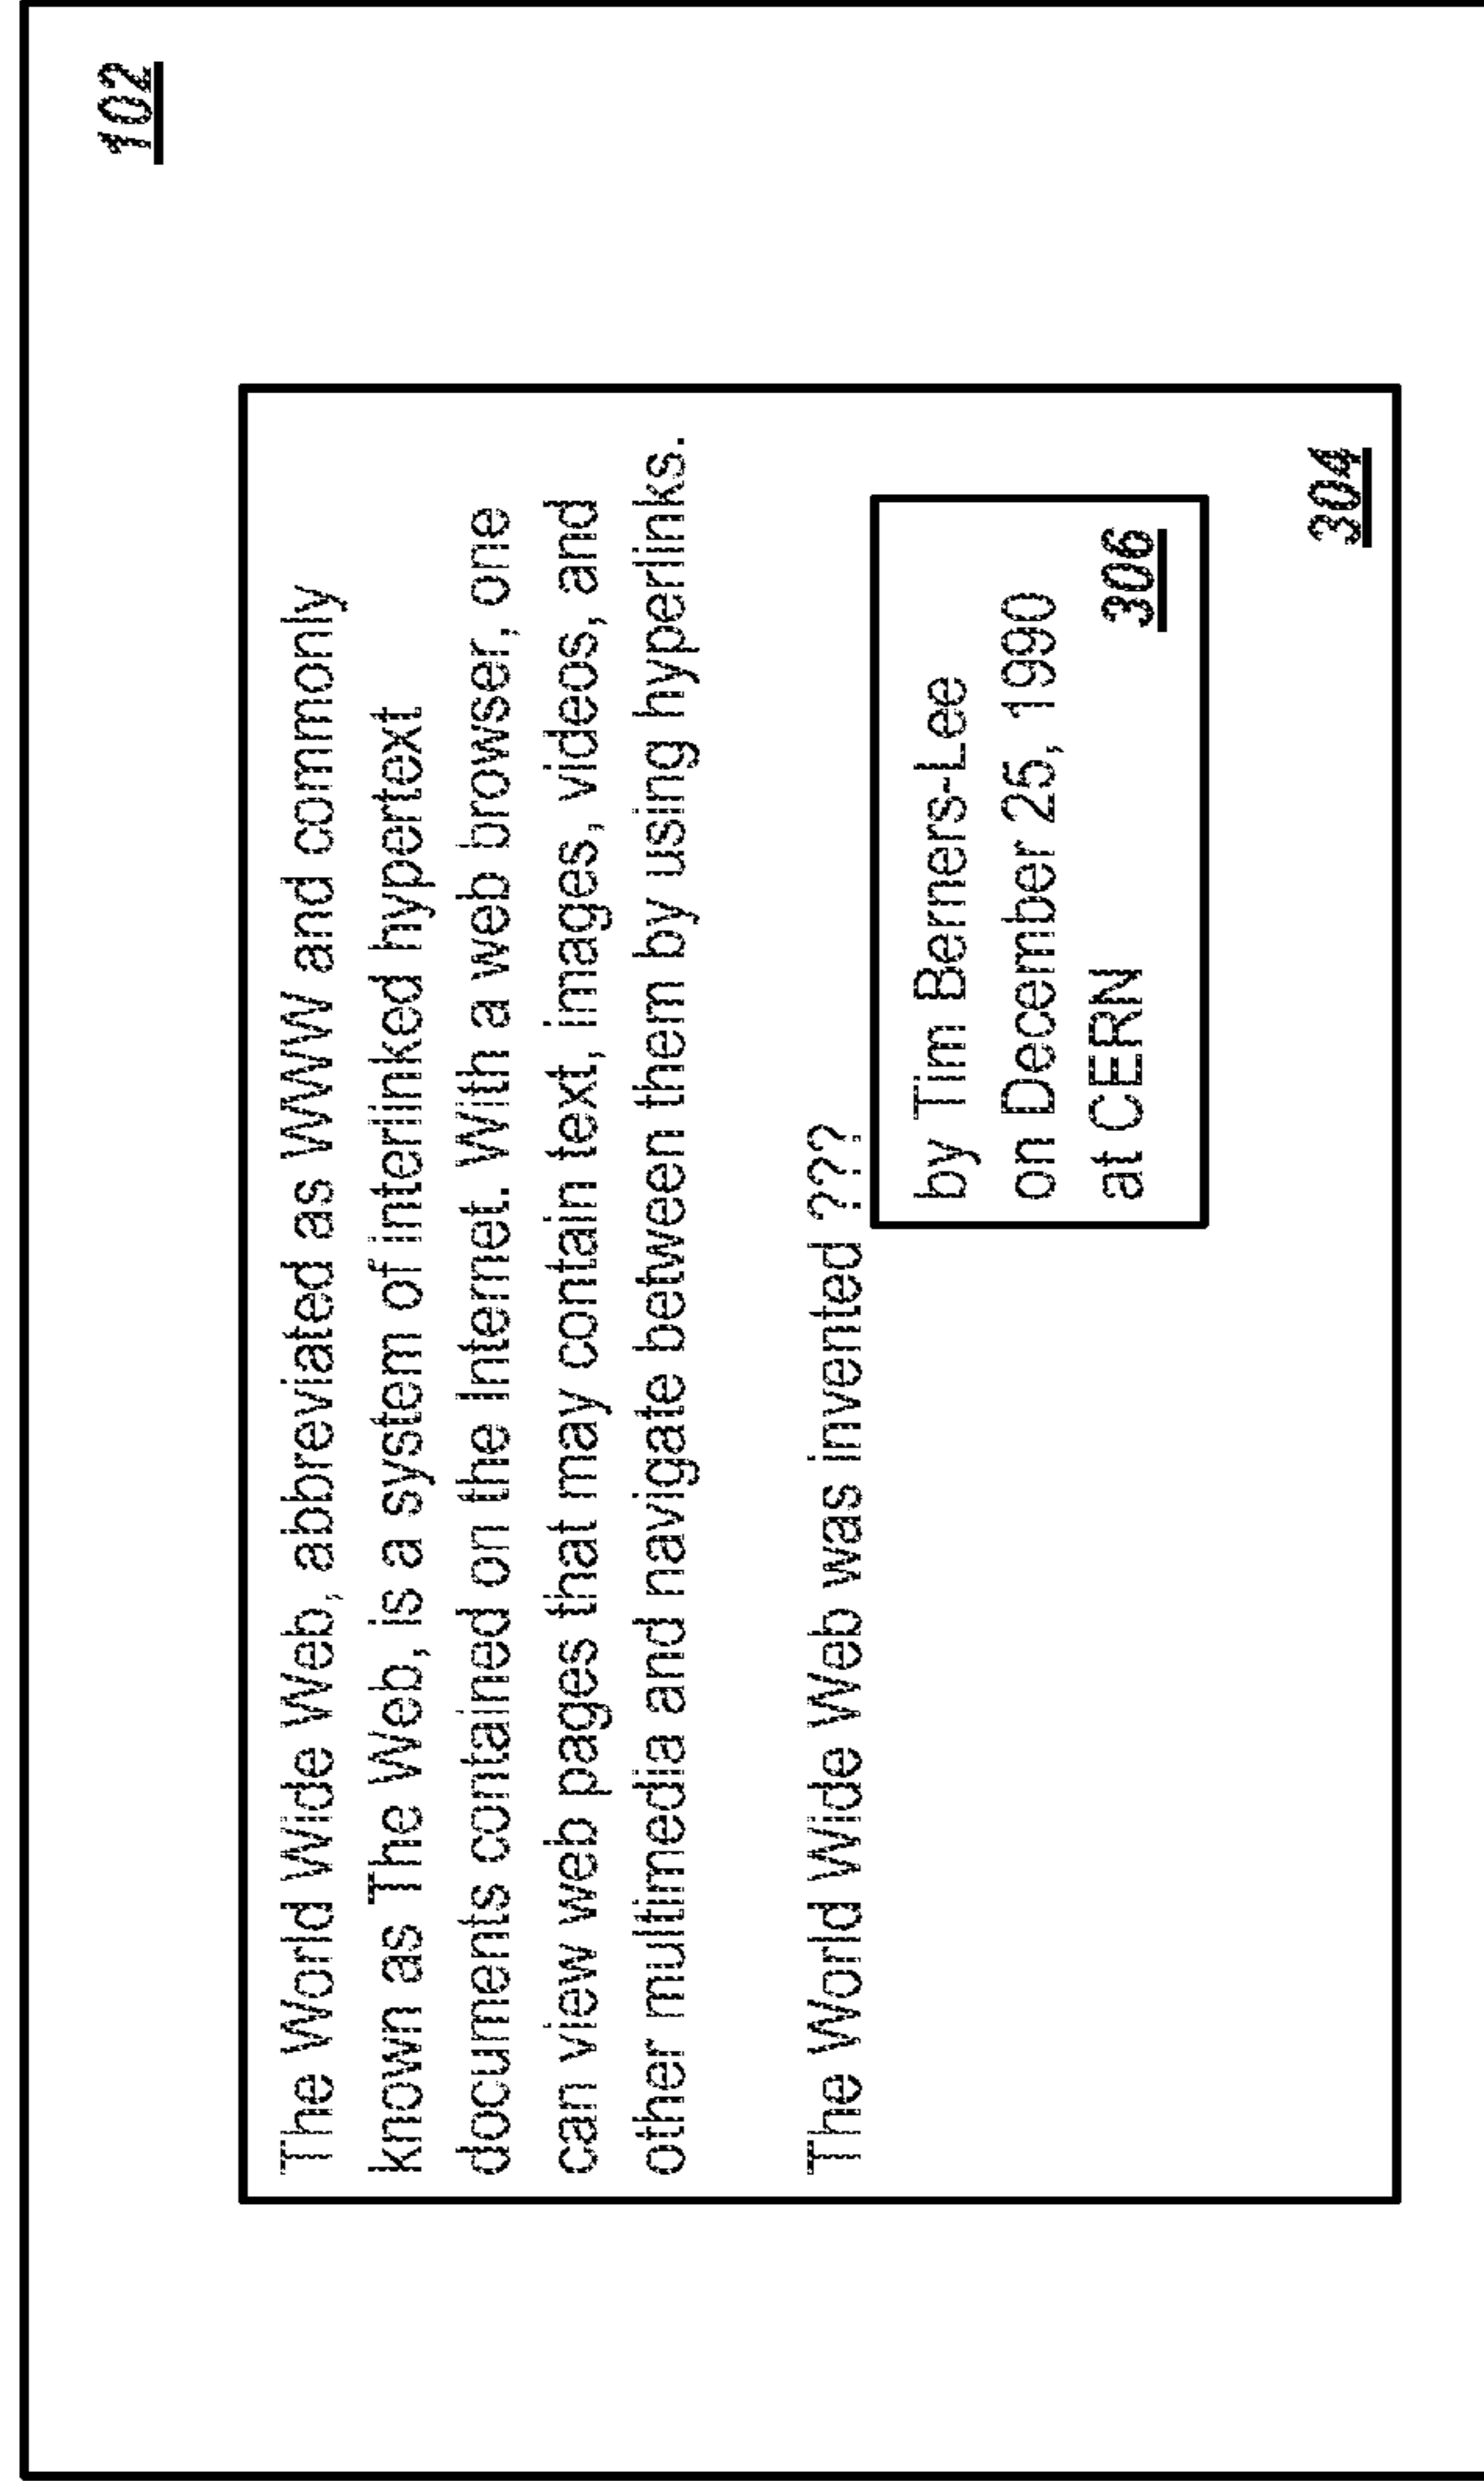 102
The World Wide Web, abbreviated as WWW and commonly
known as The Web, is a system of interlinked hypertext
documents contained on the Internet. With a web browser, one
can view web pages that may contain text, images, videos, and
other multimedia and navigate between them by using hyperlinks.
The World Wide Web was invented ???
by Tim Berners-Lee
on December 25, 1990
at CERN
306
304